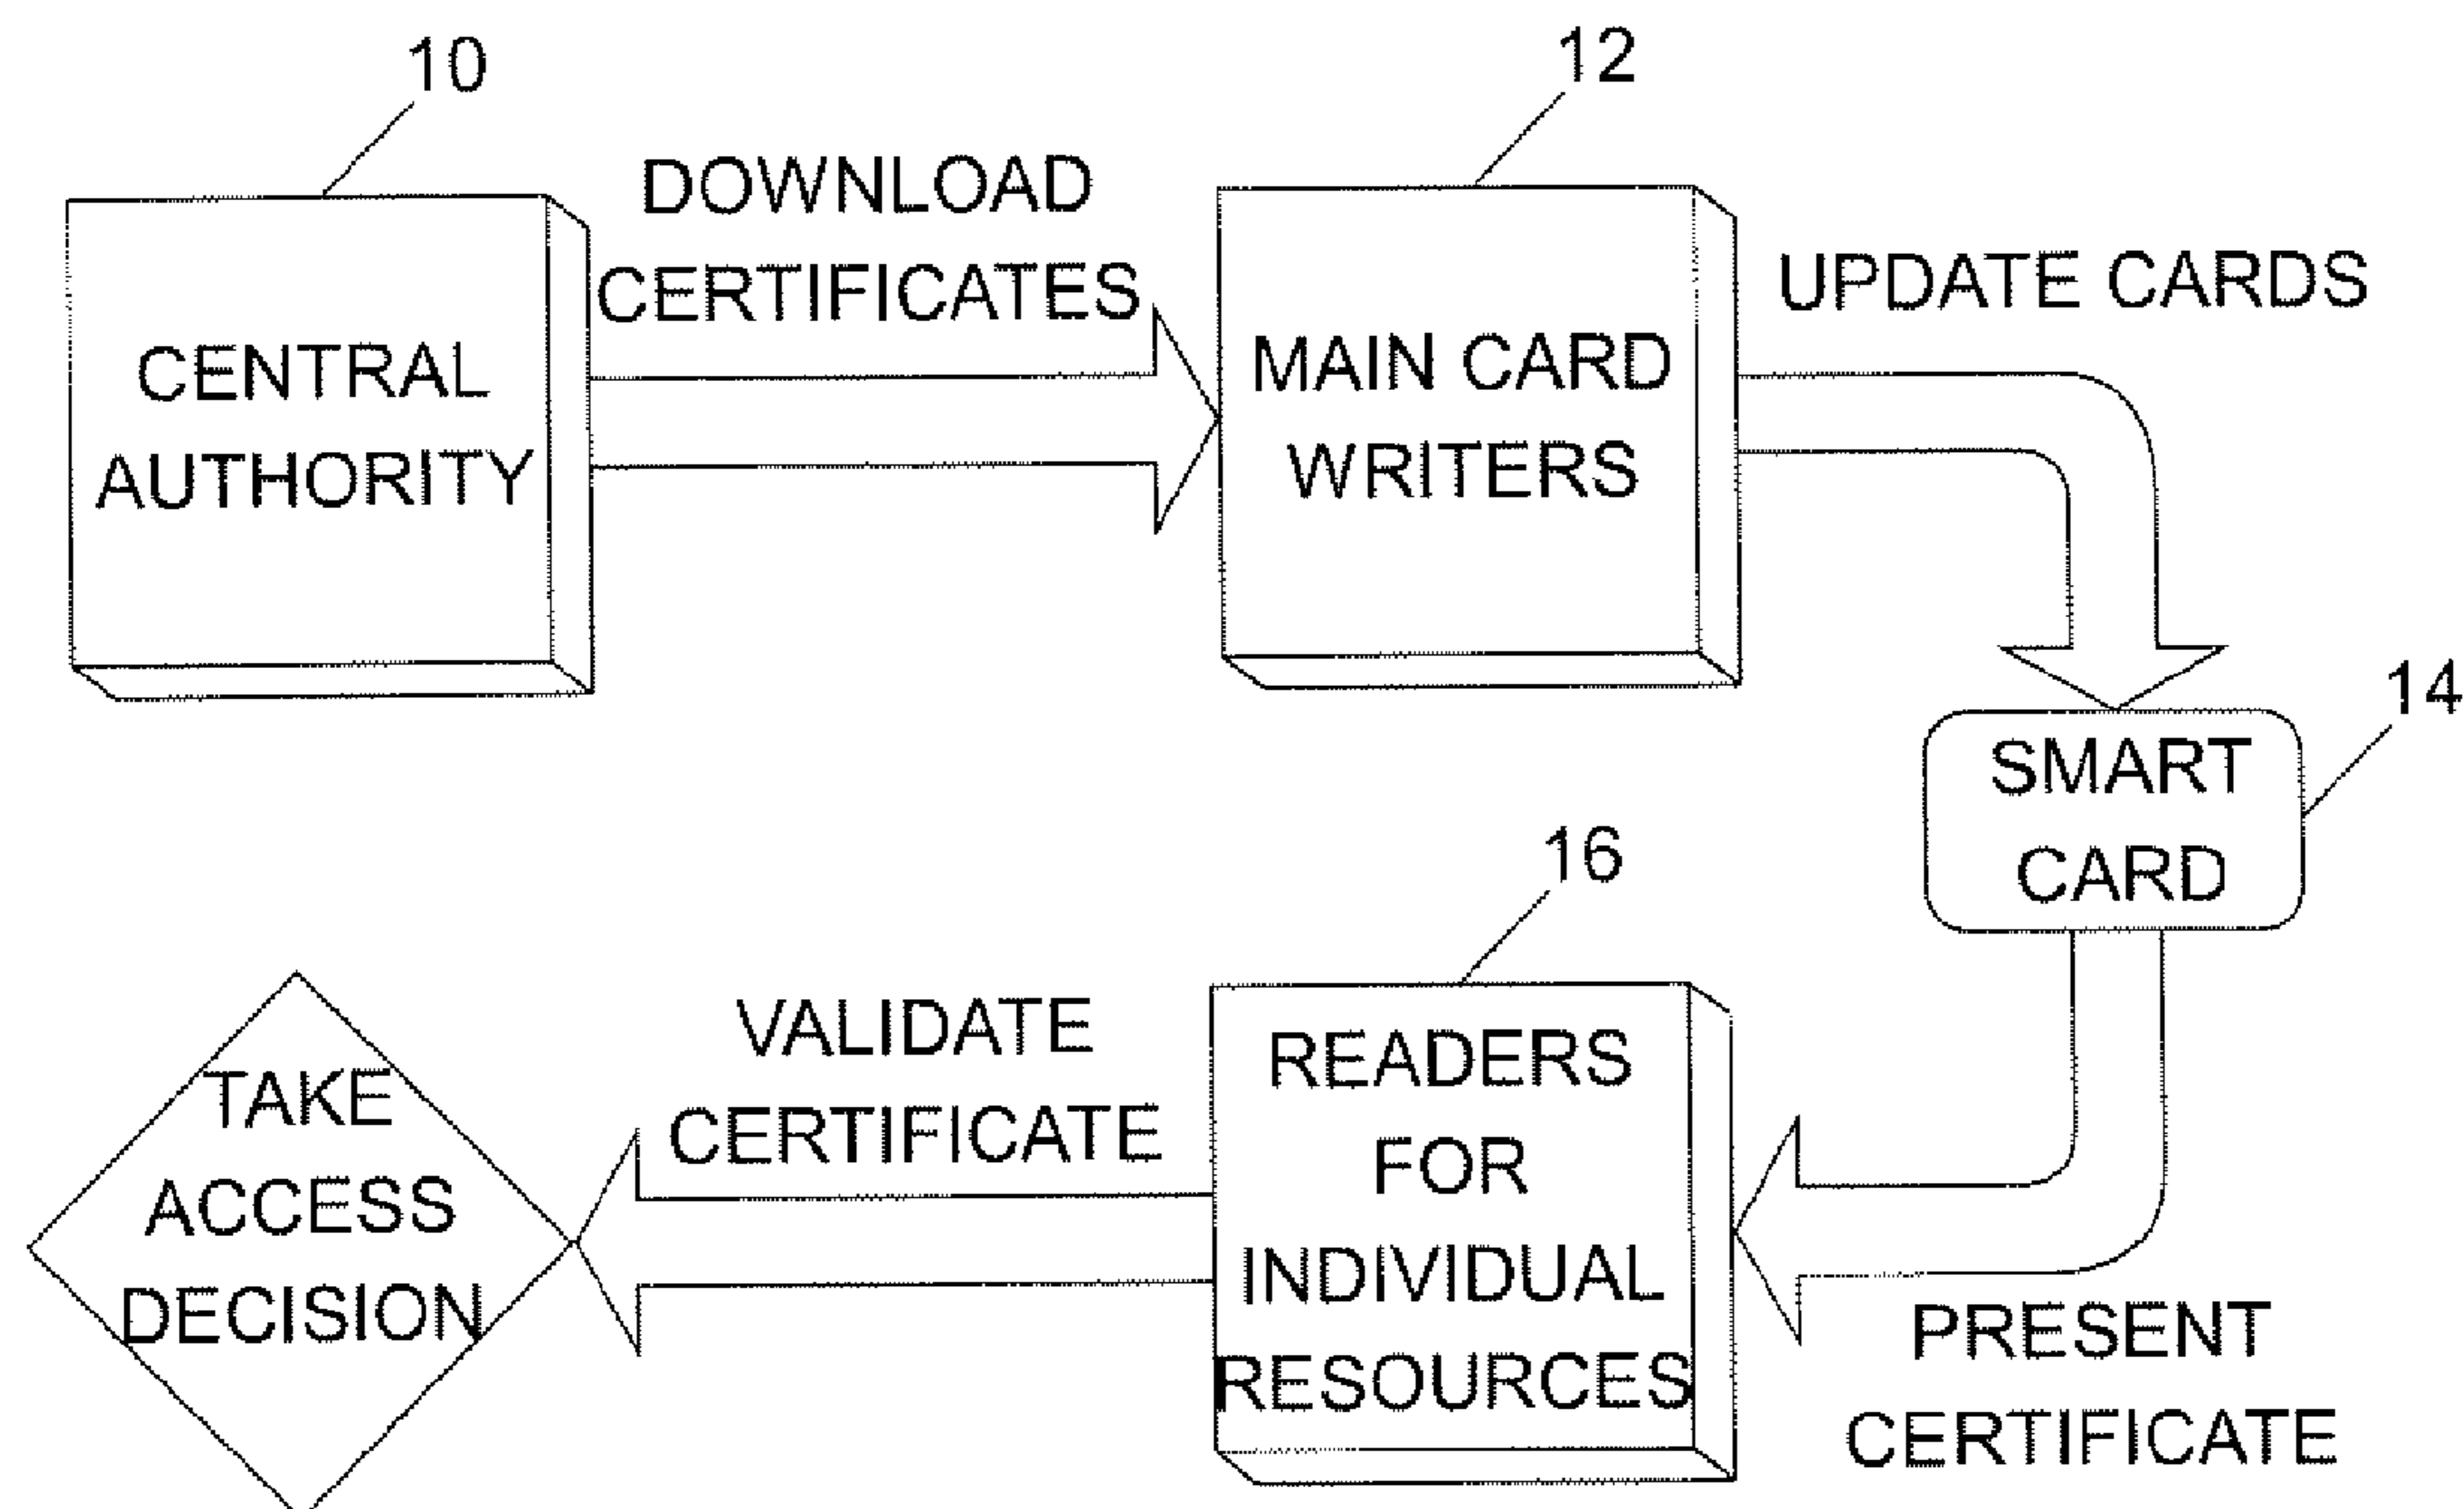 10
12
DOWNLOAD
CERTIFICATES
UPDATE CARDS
CENTRAL
AUTHORITY
MAIN CARD
WRITERS
14
SMART
CARD
16
READERS
FOR
INDIVIDUAL
RESOURCES
PRESENT
CERTIFICATE
VALIDATE
CERTIFICATE
TAKE
ACCESS
DECISION